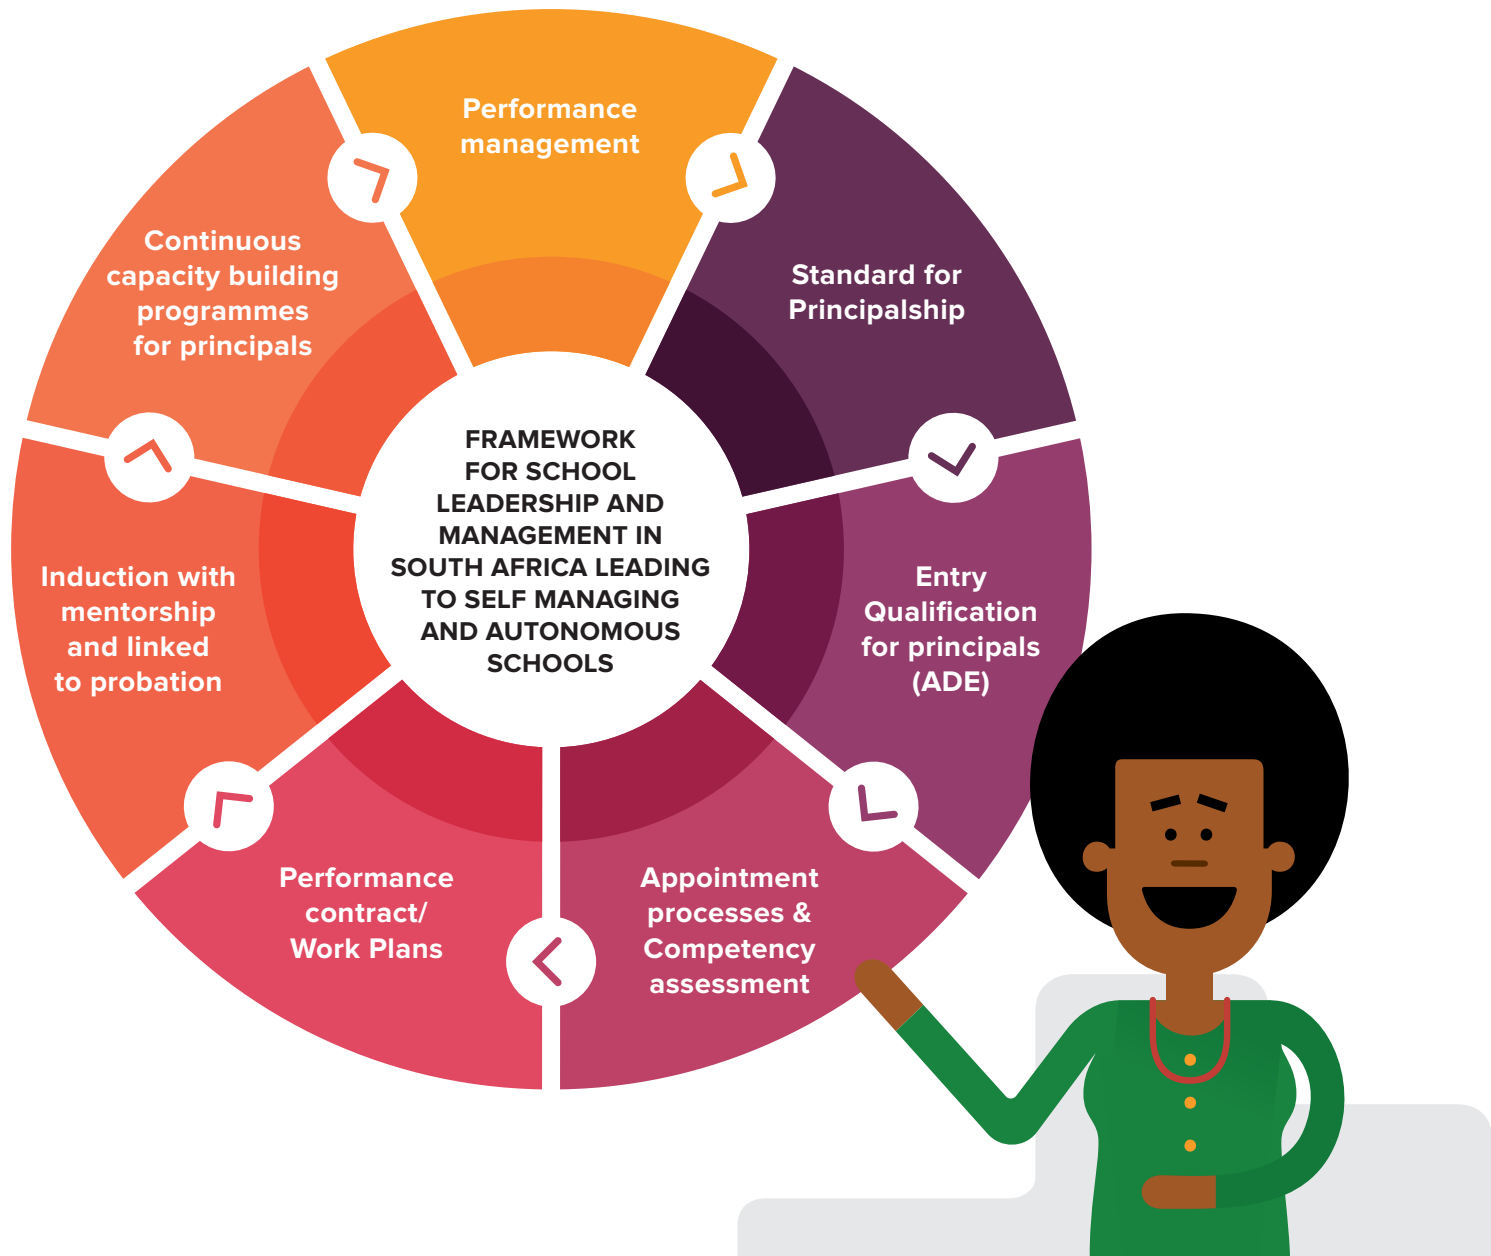 Performance
management
Standard for
Principalship
Entry
Qualification
for principals
(ADE)
Appointment
processes &
Competency
assessment
Performance
contract/
Work Plans
Induction with
mentorship
and linked
to probation
Continuous
capacity building
programmes
for principals
FRAMEWORK
FOR SCHOOL
LEADERSHIP AND
MANAGEMENT IN
SOUTH AFRICA LEADING
TO SELF MANAGING
AND AUTONOMOUS
SCHOOLS